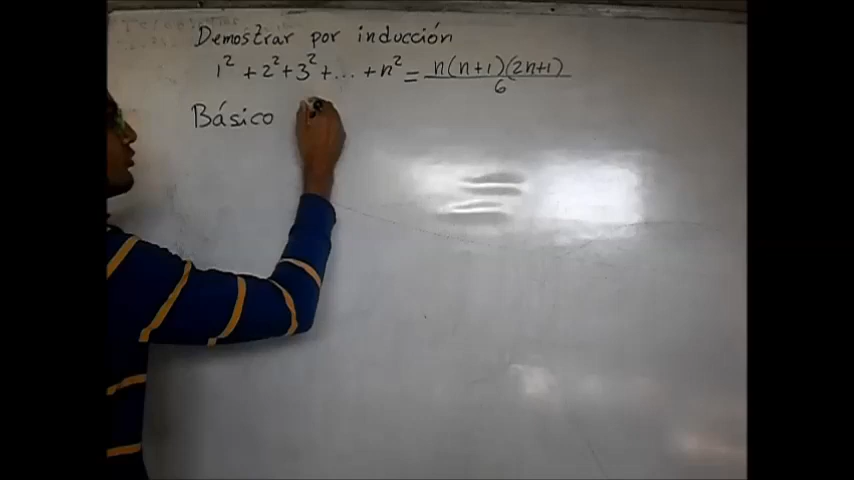 Demostrar por inducción
1² + 2² + 3² + ... + n² = n(n+1)(2n+1)/6
Básico